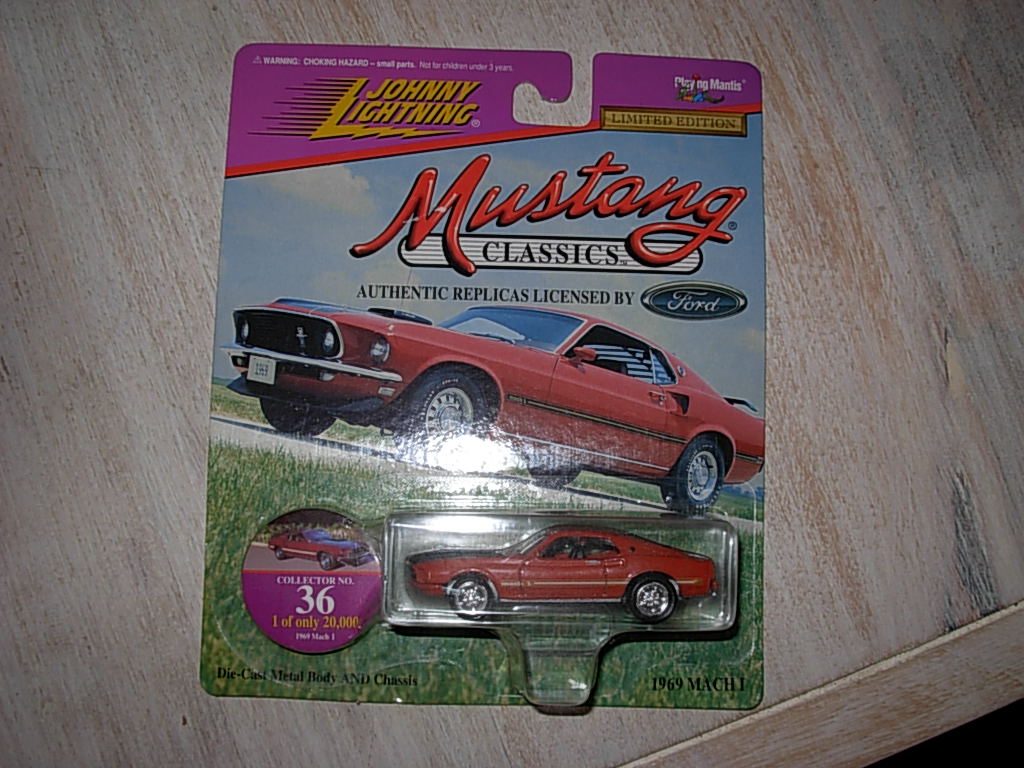 WARNING: CHOKING HAZARD – small parts. Not for children under 3 years.
JOHNNY
LIGHTNING®
Playing Mantis®
LIMITED EDITION
Mustang®
CLASSICS™
AUTHENTIC REPLICAS LICENSED BY Ford
1969
COLLECTOR NO.
36
1 of only 20,000
1969 Mach 1
Die-Cast Metal Body AND Chassis
1969 MACH I